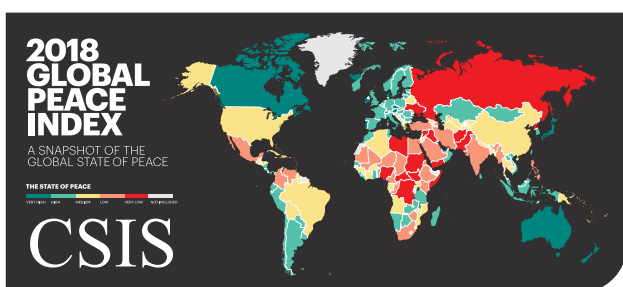 2018
GLOBAL
PEACE
INDEX
A SNAPSHOT OF THE
GLOBAL STATE OF PEACE
THE STATE OF PEACE
VERY HIGH HIGH MEDIUM LOW VERY LOW NOT INCLUDED
CSIS